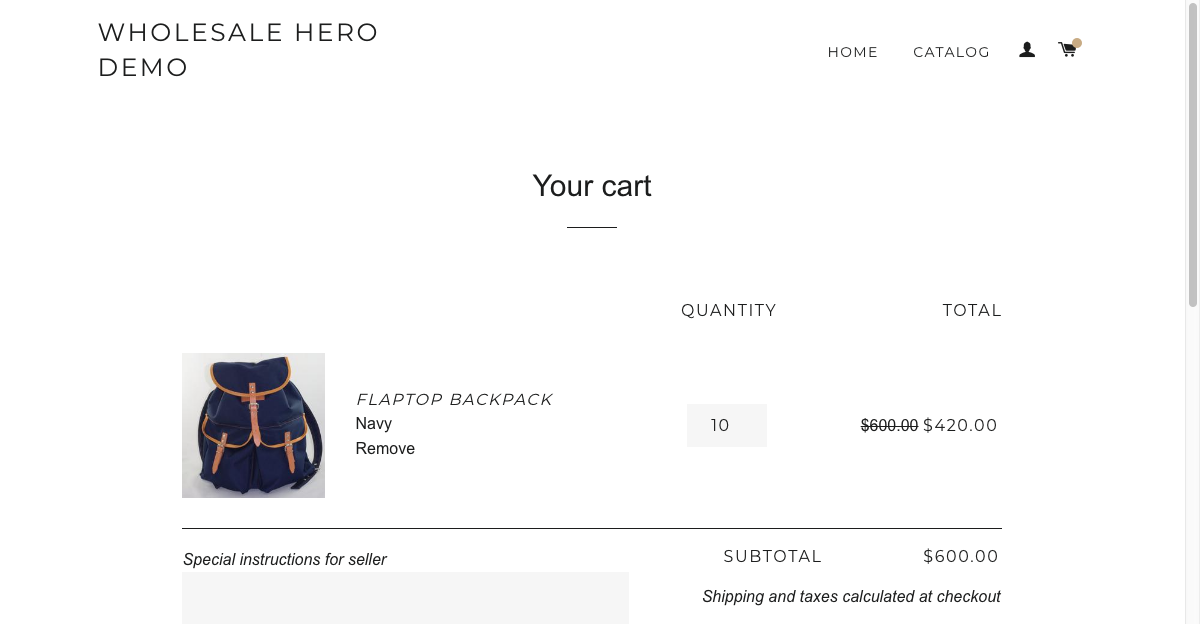 WHOLESALE HERO
DEMO
HOME CATALOG
Your cart
QUANTITY TOTAL
FLAPTOP BACKPACK
Navy
Remove
10
$600.00 $420.00
Special instructions for seller
SUBTOTAL $600.00
Shipping and taxes calculated at checkout